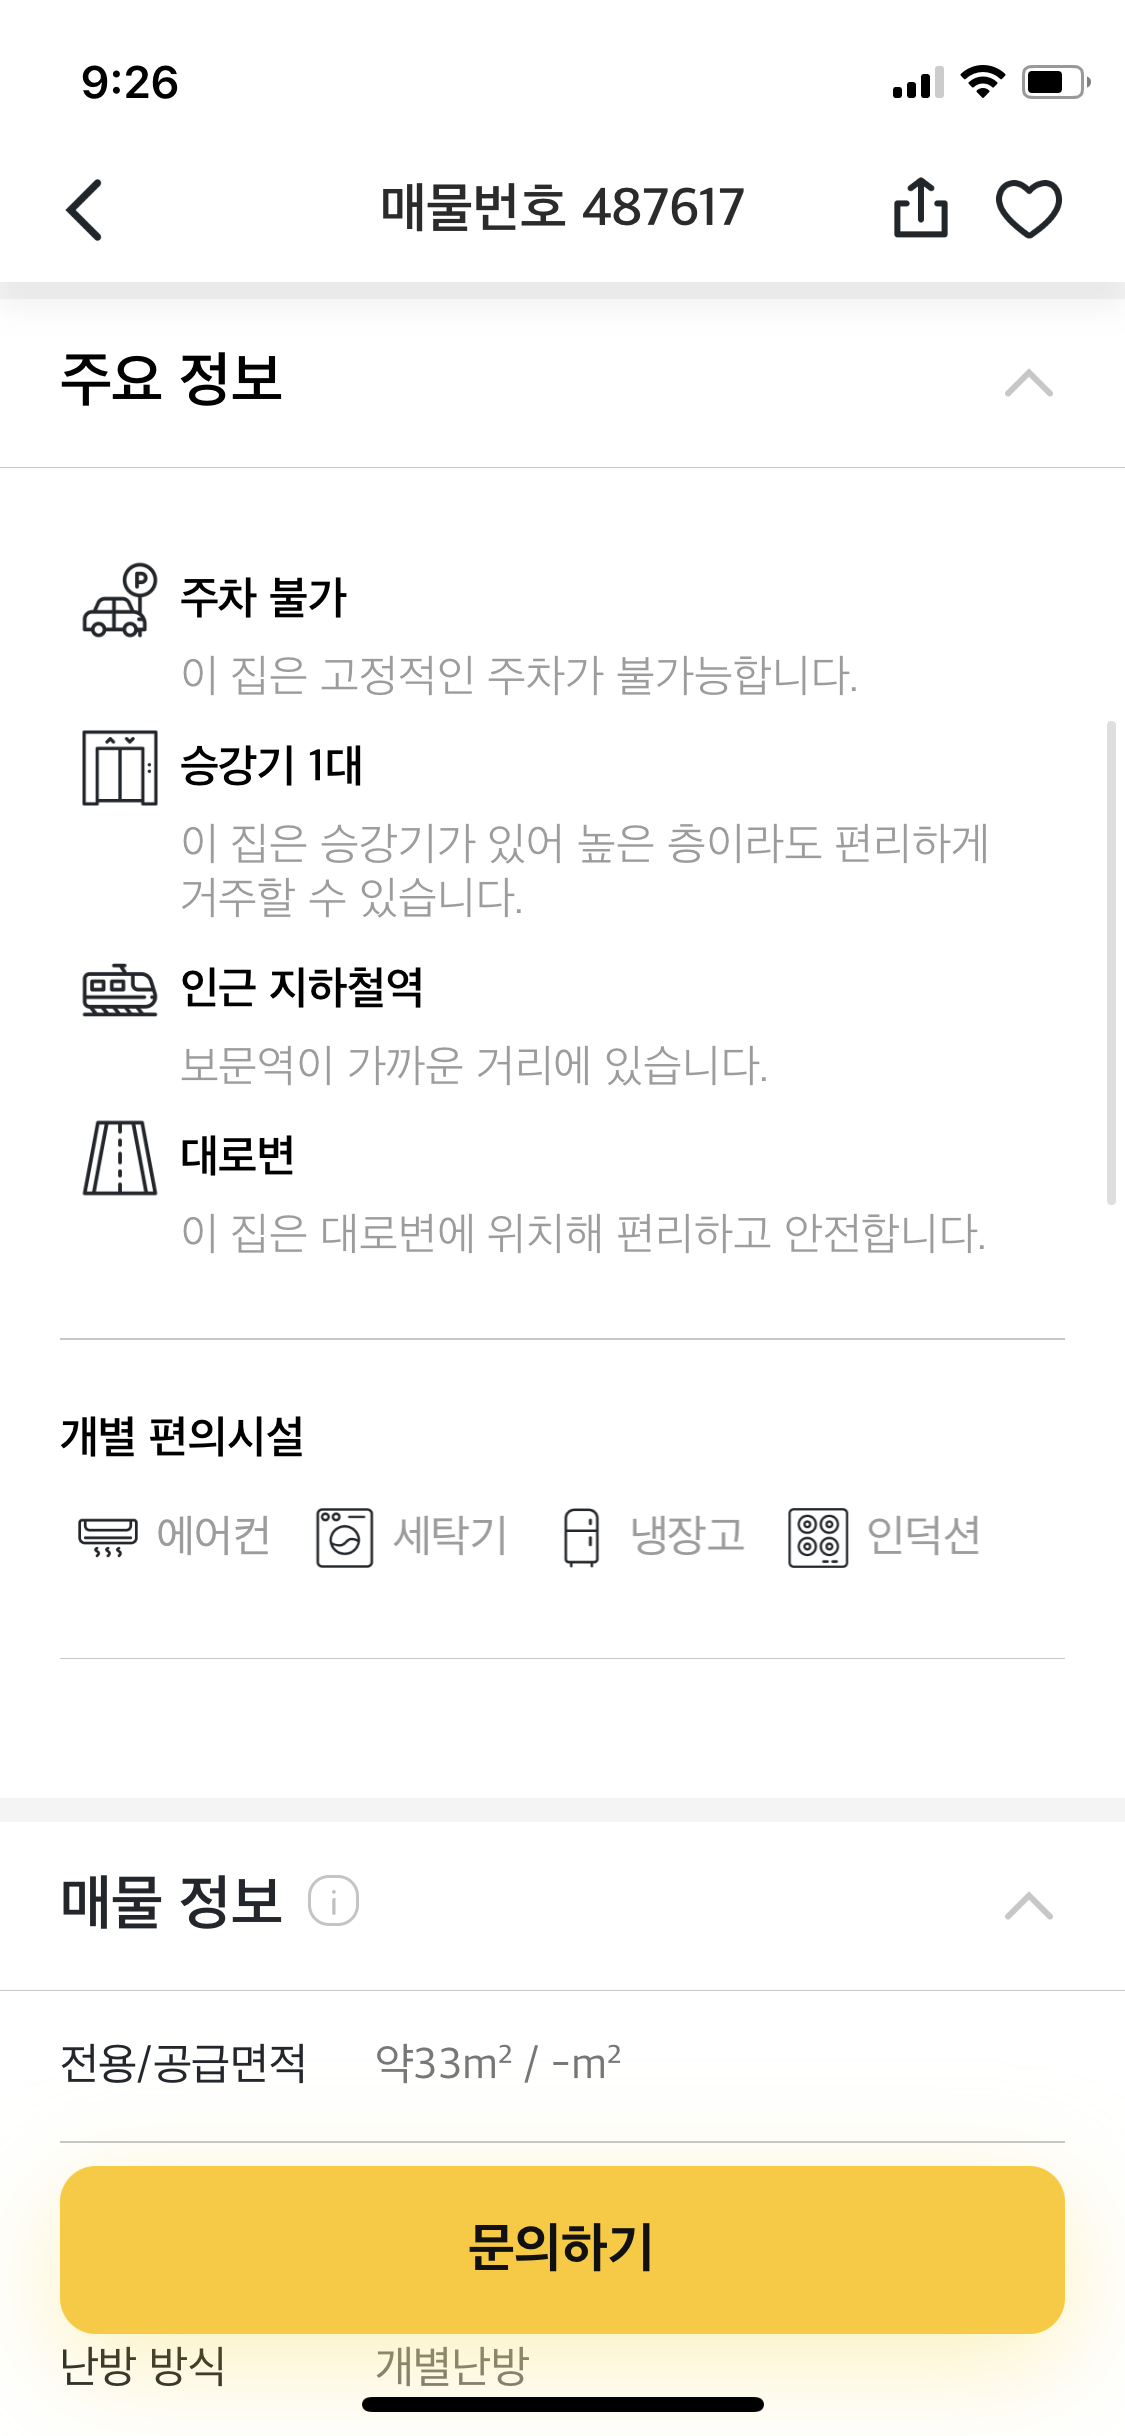 9:26
매물번호 487617
주요 정보
P
주차 불가
이 집은 고정적인 주차가 불가능합니다.
승강기 1대
이 집은 승강기가 있어 높은 층이라도 편리하게
거주할 수 있습니다.
인근 지하철역
보문역이 가까운 거리에 있습니다.
대로변
이 집은 대로변에 위치해 편리하고 안전합니다.
개별 편의시설
에어컨 세탁기 냉장고 인덕션
매물 정보 i
전용/공급면적 약33m² / -m²
문의하기
난방 방식 개별난방